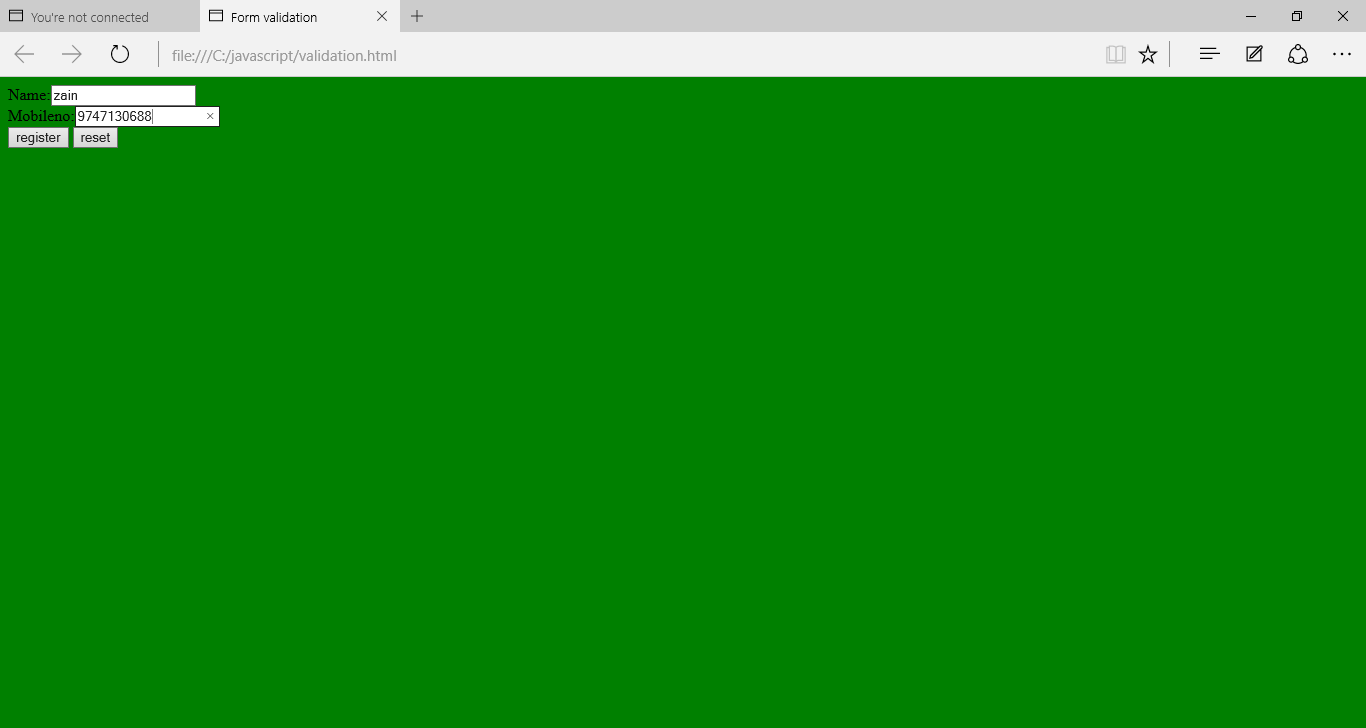 You're not connected
Form validation
file:///C:/javascript/validation.html
Name:zain
Mobileno:9747130688
register reset